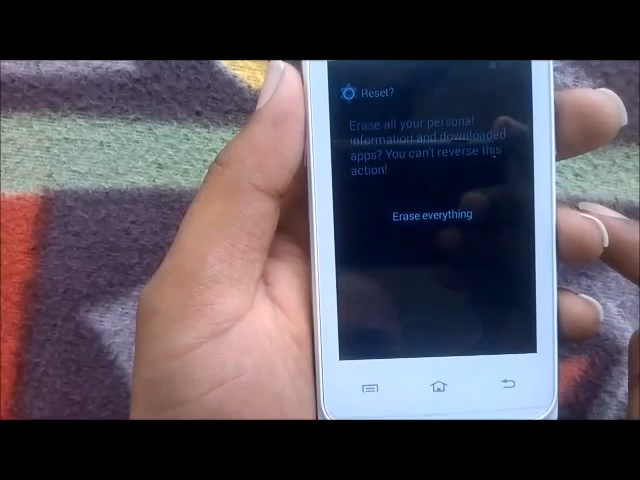 Reset?
Erase all your personal
information and downloaded
apps? You can't reverse this
action!
Erase everything